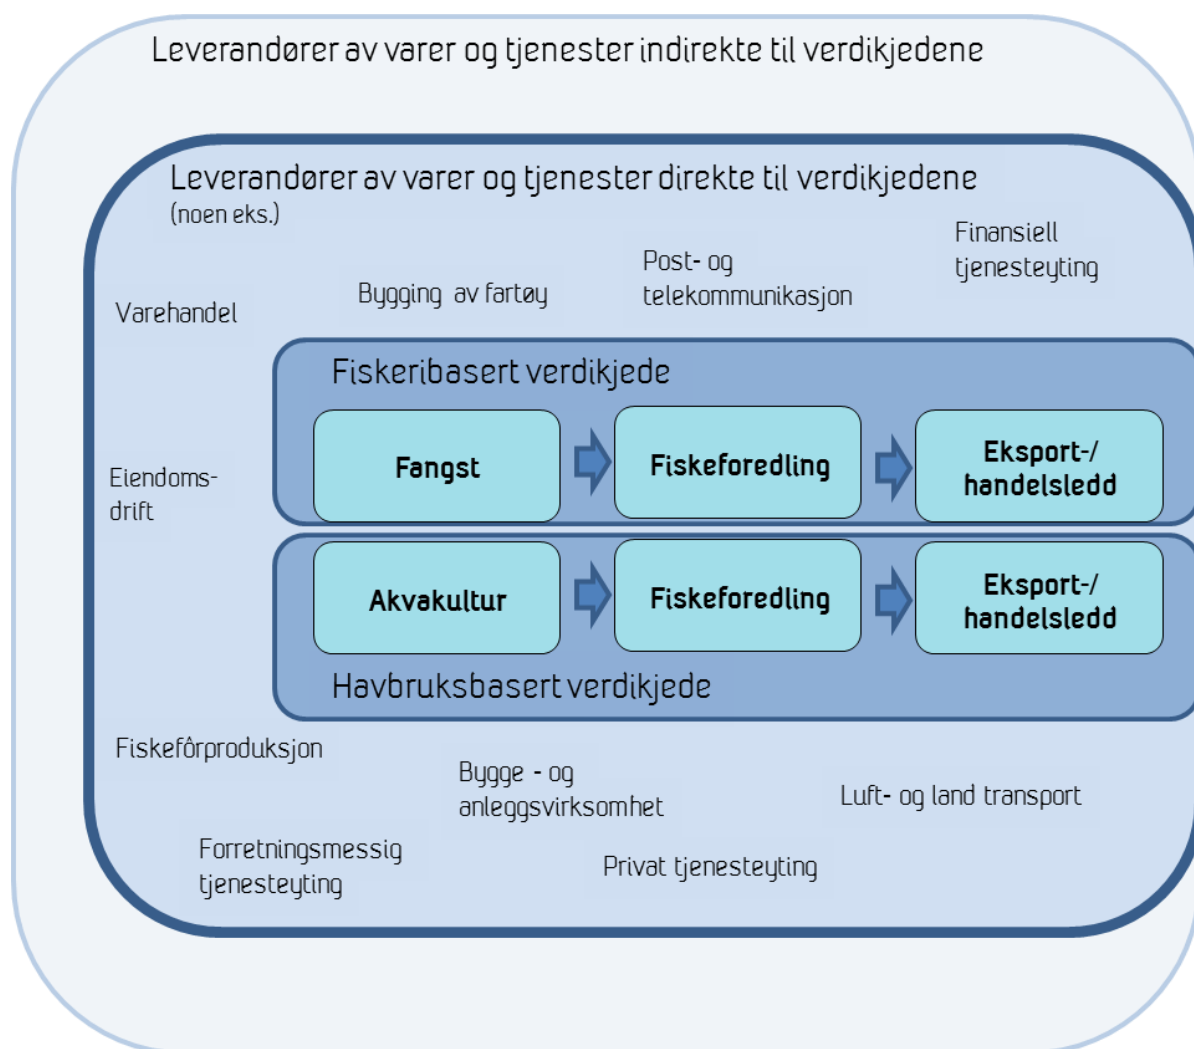 Leverandører av varer og tjenester indirekte til verdikjedene
Leverandører av varer og tjenester direkte til verdikjedene
(noen eks.)
Finansiell
tjenesteyting
Post- og
telekommunikasjon
Bygging av fartøy
Varehandel
Fiskeribasert verdikjede
Fangst
Fiskeforedling
Eksport-/
handelsledd
Eiendoms-
drift
Akvakultur
Fiskeforedling
Eksport-/
handelsledd
Havbruksbasert verdikjede
Fiskefôrproduksjon
Bygge - og
anleggsvirksomhet
Luft- og land transport
Forretningsmessig
tjenesteyting
Privat tjenesteyting